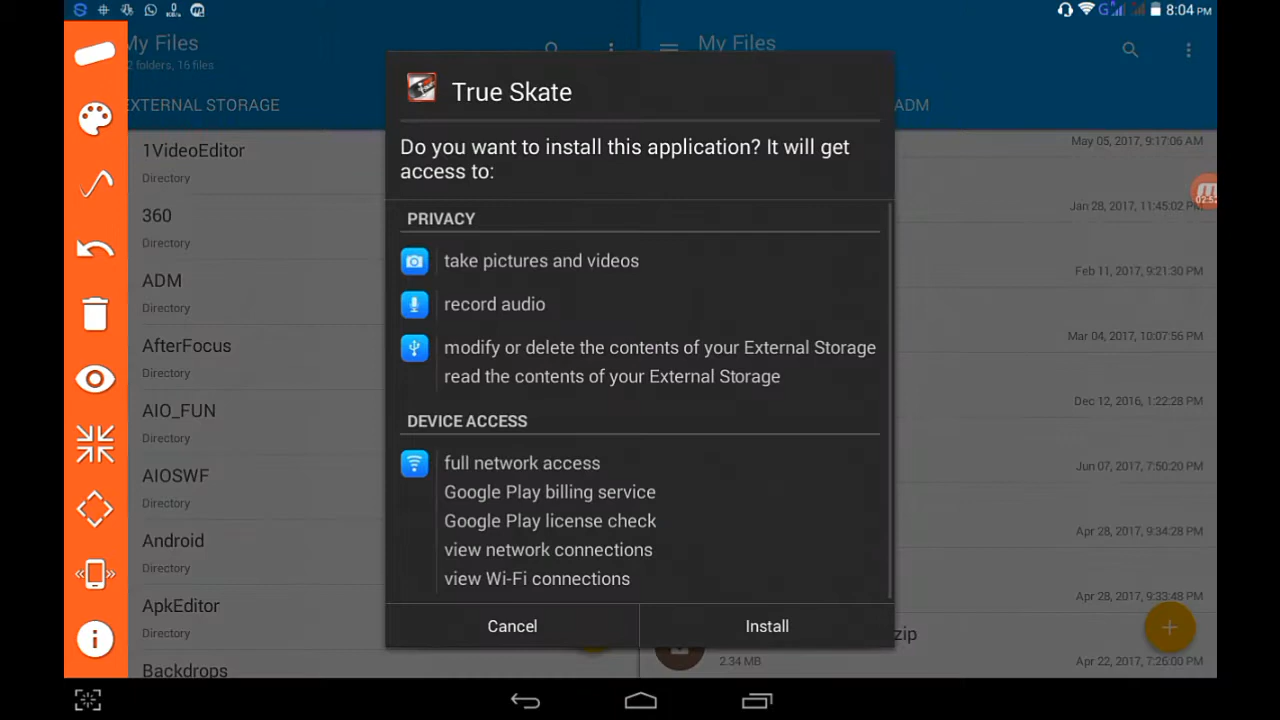 8:04 PM
My Files
2 folders, 16 files
EXTERNAL STORAGE
My Files
ADM
1VideoEditor
Directory
360
Directory
ADM
Directory
AfterFocus
Directory
AIO_FUN
Directory
AIOSWF
Directory
Android
Directory
ApkEditor
Directory
Backdrops
True Skate
Do you want to install this application? It will get
access to:
PRIVACY
take pictures and videos
record audio
modify or delete the contents of your External Storage
read the contents of your External Storage
DEVICE ACCESS
full network access
Google Play billing service
Google Play license check
view network connections
view Wi-Fi connections
Cancel
Install
May 05, 2017, 9:17:06 AM
Jan 28, 2017, 11:45:02 PM
Feb 11, 2017, 9:21:30 PM
Mar 04, 2017, 10:07:56 PM
Dec 12, 2016, 1:22:28 PM
Jun 07, 2017, 7:50:20 PM
Apr 28, 2017, 9:34:28 PM
Apr 28, 2017, 9:33:48 PM
zip
2.34 MB
Apr 22, 2017, 7:26:00 PM